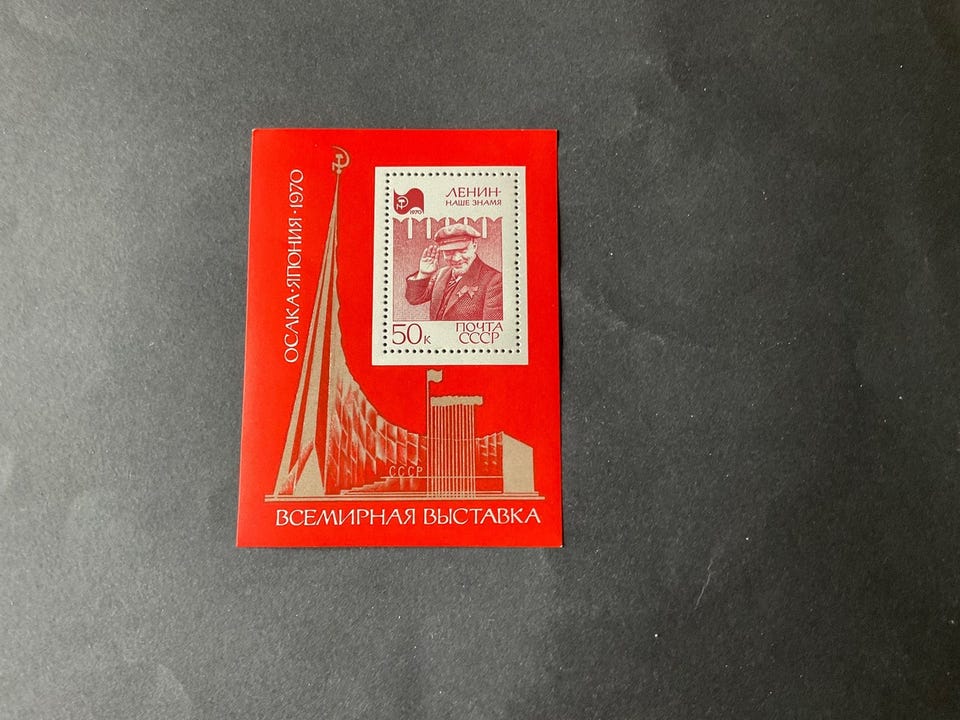 ОСАКА·ЯПОНИЯ·1970
1970
ЛЕНИН-
НАШЕ ЗНАМЯ
50к
ПОЧТА
СССР
СССР
ВСЕМИРНАЯ ВЫСТАВКА